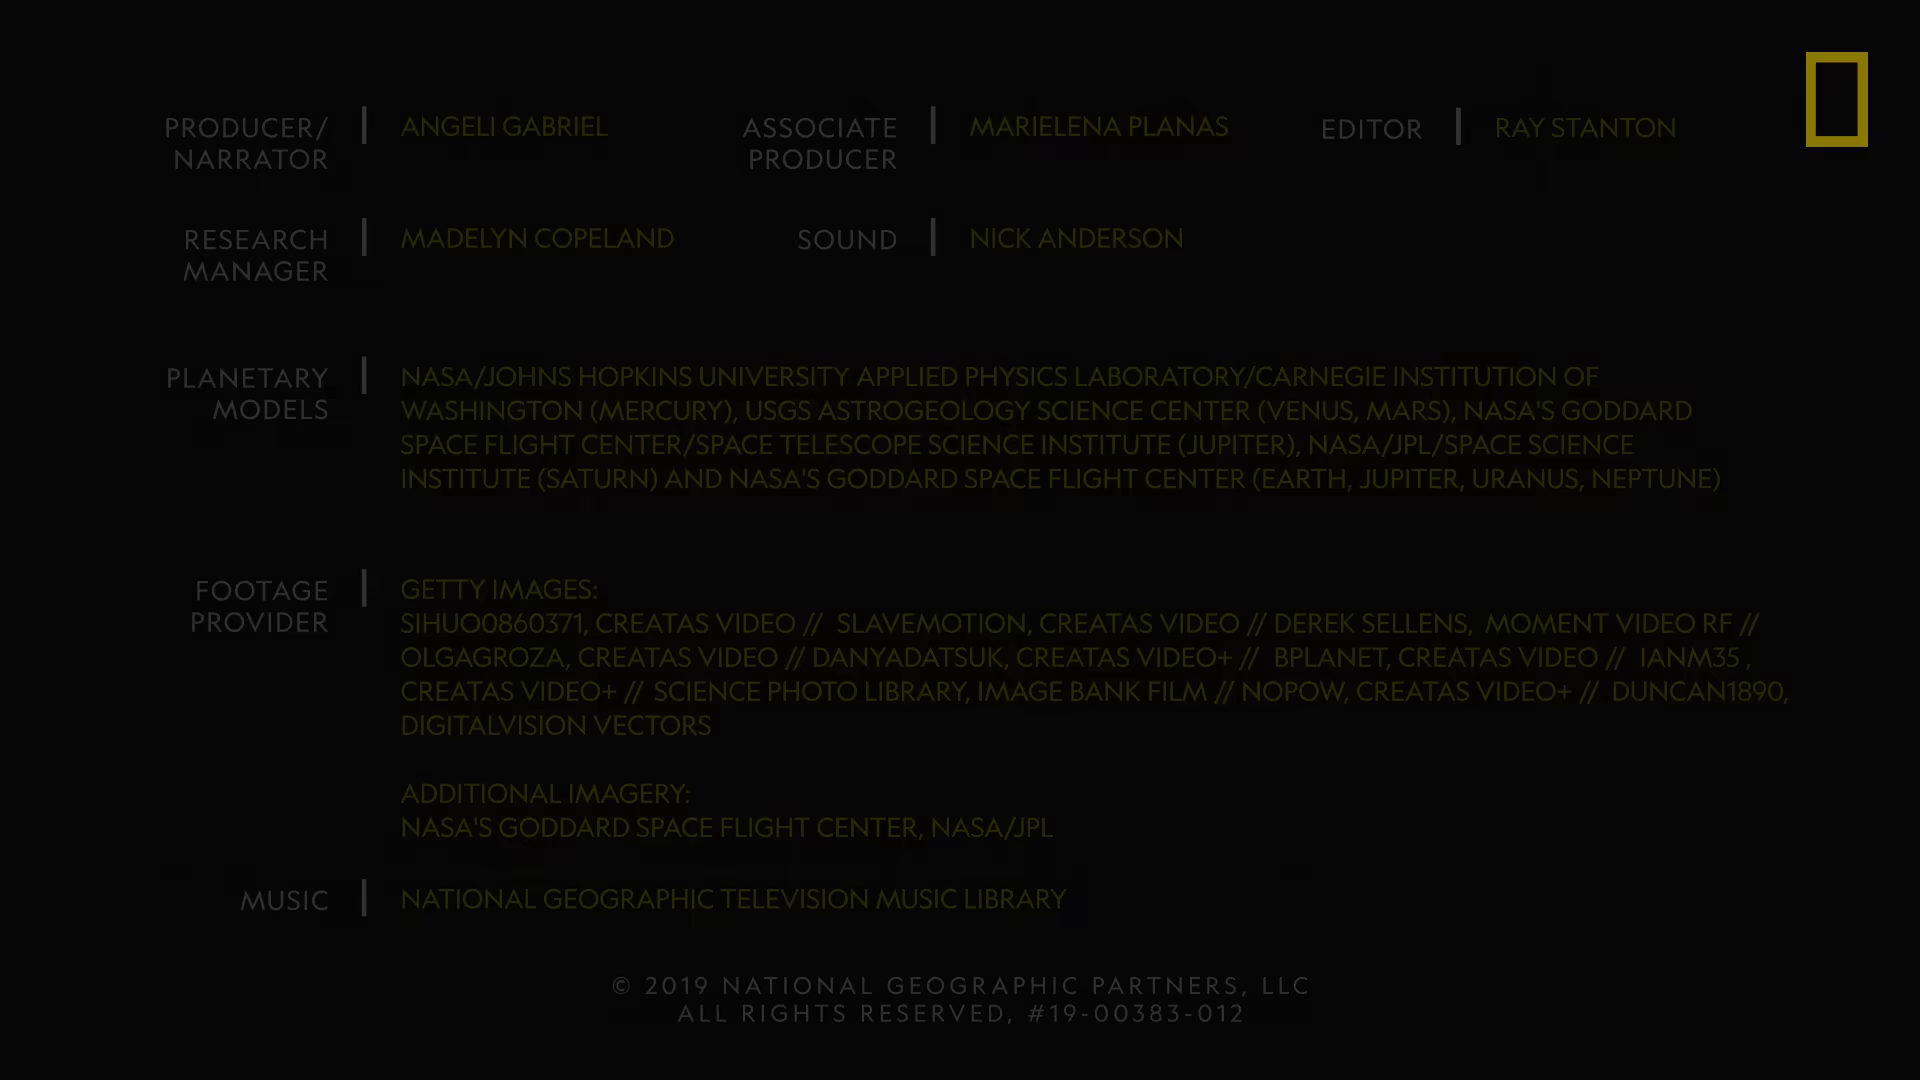 PRODUCER/ NARRATOR | ANGELI GABRIEL
ASSOCIATE PRODUCER | MARIELENA PLANAS
EDITOR | RAY STANTON
RESEARCH MANAGER | MADELYN COPELAND
SOUND | NICK ANDERSON
PLANETARY MODELS | NASA/JOHNS HOPKINS UNIVERSITY APPLIED PHYSICS LABORATORY/CARNEGIE INSTITUTION OF
WASHINGTON (MERCURY), USGS ASTROGEOLOGY SCIENCE CENTER (VENUS, MARS), NASA'S GODDARD
SPACE FLIGHT CENTER/SPACE TELESCOPE SCIENCE INSTITUTE (JUPITER), NASA/JPL/SPACE SCIENCE
INSTITUTE (SATURN) AND NASA'S GODDARD SPACE FLIGHT CENTER (EARTH, JUPITER, URANUS, NEPTUNE)
FOOTAGE PROVIDER | GETTY IMAGES:
SIHUO0860371, CREATAS VIDEO // SLAVEMOTION, CREATAS VIDEO // DEREK SELLENS, MOMENT VIDEO RF //
OLGAGROZA, CREATAS VIDEO // DANYADATSUK, CREATAS VIDEO+ // BPLANET, CREATAS VIDEO // IANM35 ,
CREATAS VIDEO+ // SCIENCE PHOTO LIBRARY, IMAGE BANK FILM // NOPOW, CREATAS VIDEO+ // DUNCAN1890,
DIGITALVISION VECTORS
ADDITIONAL IMAGERY:
NASA'S GODDARD SPACE FLIGHT CENTER, NASA/JPL
MUSIC | NATIONAL GEOGRAPHIC TELEVISION MUSIC LIBRARY
© 2019 NATIONAL GEOGRAPHIC PARTNERS, LLC
ALL RIGHTS RESERVED, #19-00383-012